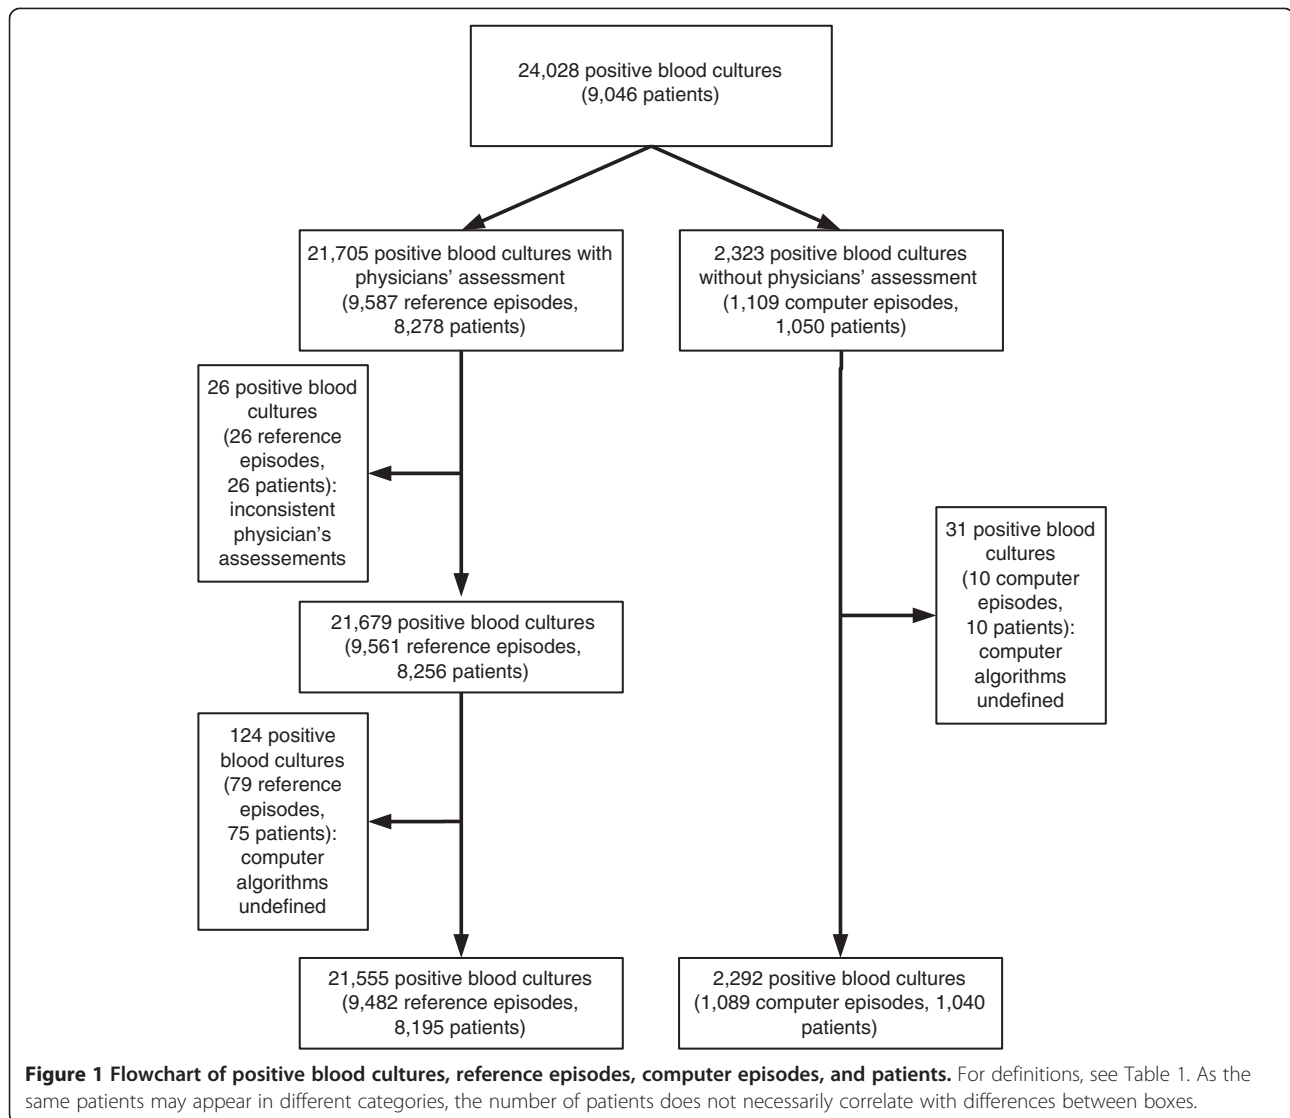 24,028 positive blood cultures
(9,046 patients)
21,705 positive blood cultures with
physicians’ assessment
(9,587 reference episodes,
8,278 patients)
2,323 positive blood cultures
without physicians’ assessment
(1,109 computer episodes,
1,050 patients)
26 positive blood
cultures
(26 reference
episodes,
26 patients):
inconsistent
physician’s
assessements
31 positive blood
cultures
(10 computer
episodes,
10 patients):
computer
algorithms
undefined
21,679 positive blood cultures
(9,561 reference episodes,
8,256 patients)
124 positive
blood cultures
(79 reference
episodes,
75 patients):
computer
algorithms
undefined
21,555 positive blood cultures
(9,482 reference episodes,
8,195 patients)
2,292 positive blood cultures
(1,089 computer episodes, 1,040
patients)
Figure 1 Flowchart of positive blood cultures, reference episodes, computer episodes, and patients. For definitions, see Table 1. As the
same patients may appear in different categories, the number of patients does not necessarily correlate with differences between boxes.